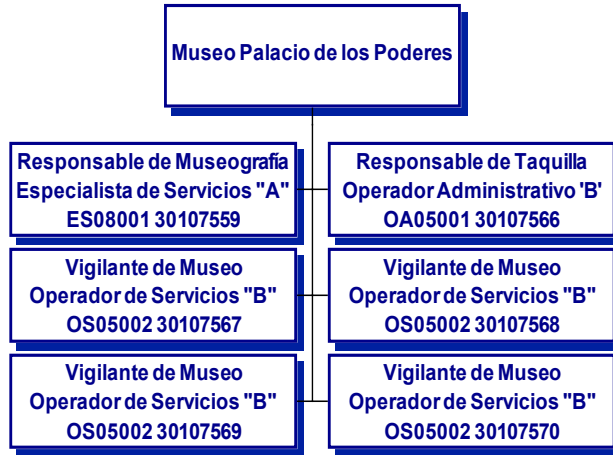 Museo Palacio de los Poderes
Responsable de Museografía
Especialista de Servicios "A"
ES08001 30107559
Responsable de Taquilla
Operador Administrativo 'B'
OA05001 30107566
Vigilante de Museo
Operador de Servicios "B"
OS05002 30107567
Vigilante de Museo
Operador de Servicios "B"
OS05002 30107568
Vigilante de Museo
Operador de Servicios "B"
OS05002 30107569
Vigilante de Museo
Operador de Servicios "B"
OS05002 30107570